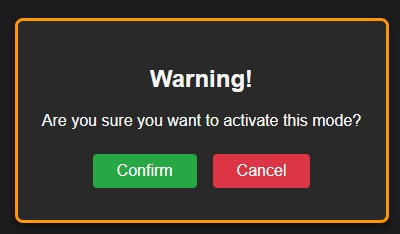 Warning!
Are you sure you want to activate this mode?
Confirm
Cancel